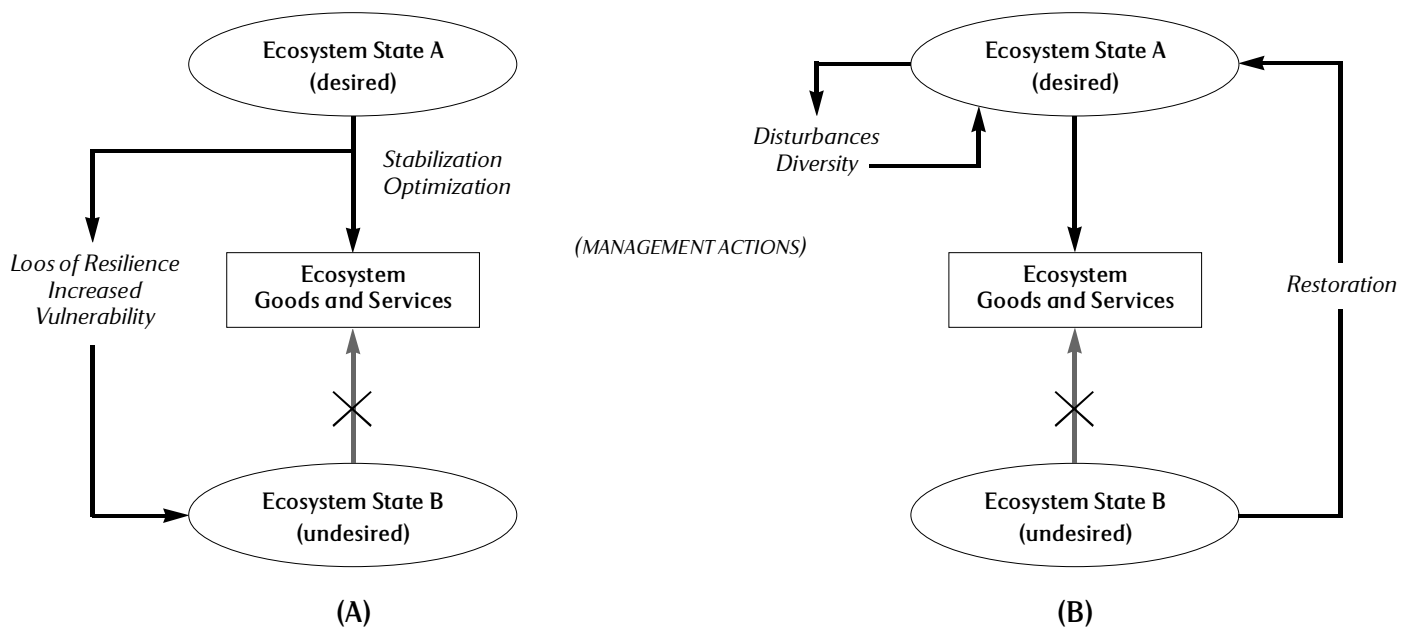 Ecosystem State A
(desired)
Stabilization
Optimization
Loos of Resilience
Increased
Vulnerability
Ecosystem
Goods and Services
Ecosystem State B
(undesired)
(A)
(MANAGEMENT ACTIONS)
Ecosystem State A
(desired)
Disturbances
Diversity
Ecosystem
Goods and Services
Restoration
Ecosystem State B
(undesired)
(B)